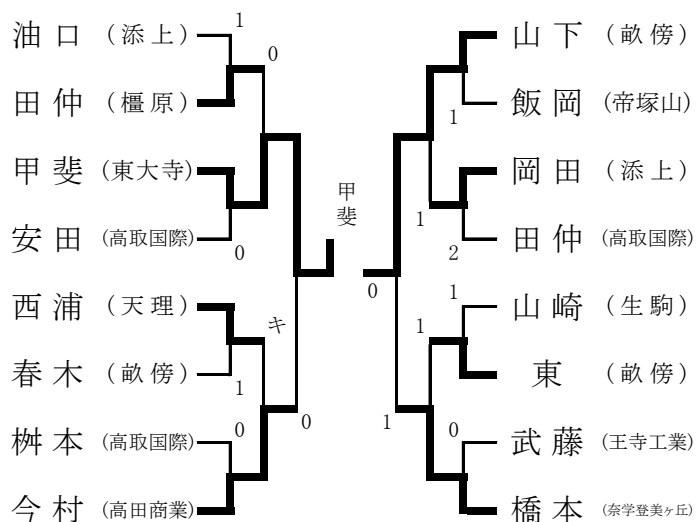 油口 (添上)
田仲 (橿原)
甲斐 (東大寺)
安田 (高取国際)
西浦 (天理)
春木 (畝傍)
桝本 (高取国際)
今村 (高田商業)
1
0
0
キ
1
0
0
甲斐
山下 (畝傍)
飯岡 (帝塚山)
岡田 (添上)
田仲 (高取国際)
山崎 (生駒)
東 (畝傍)
武藤 (王寺工業)
橋本 (奈学登美ヶ丘)
1
1
2
0
1
1
1
0